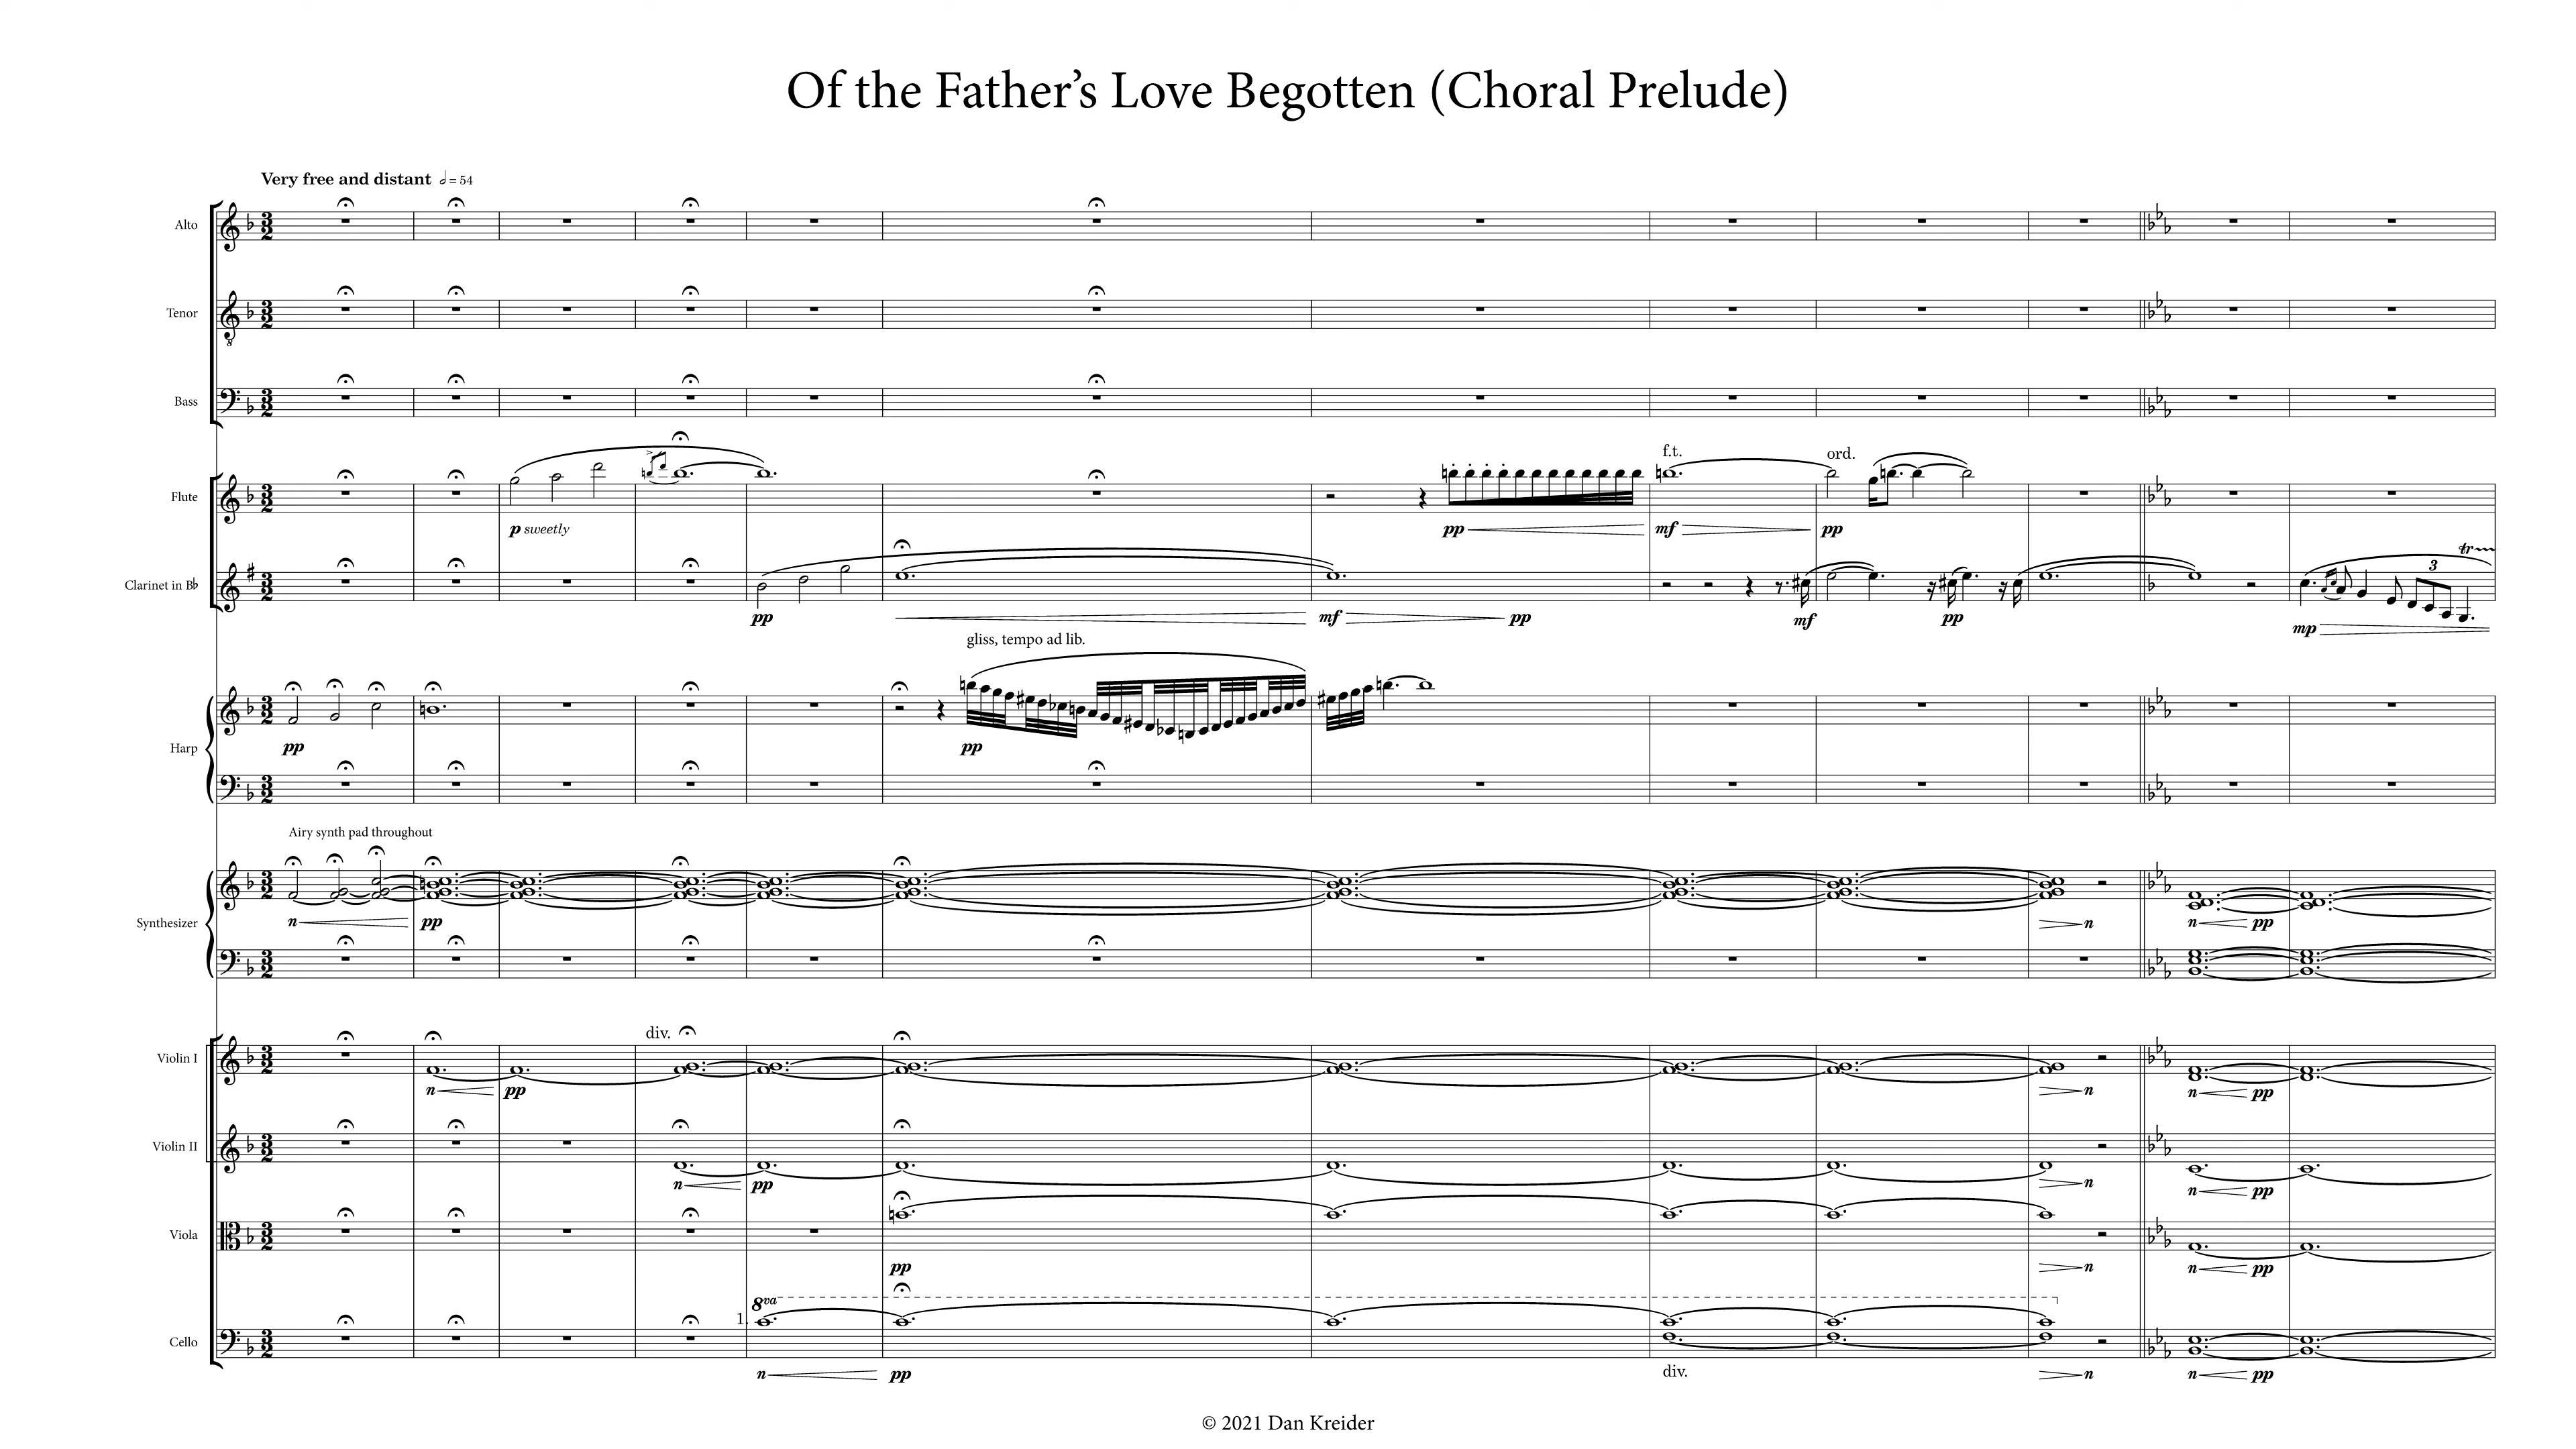 Of the Father’s Love Begotten (Choral Prelude)
Very free and distant 𝅗𝅥 = 54
Alto
Tenor
Bass
f.t.
ord.
Flute
p sweetly
pp
mf
pp
tr
3
Clarinet in B♭
pp
mf
pp
mf
pp
mp
gliss, tempo ad lib.
Harp
pp
pp
Airy synth pad throughout
Synthesizer
n
pp
n
n
pp
div.
Violin I
n
pp
n
n
pp
Violin II
n
pp
n
n
pp
Viola
pp
n
n
pp
8va
1.
Cello
n
pp
div.
n
n
pp
© 2021 Dan Kreider